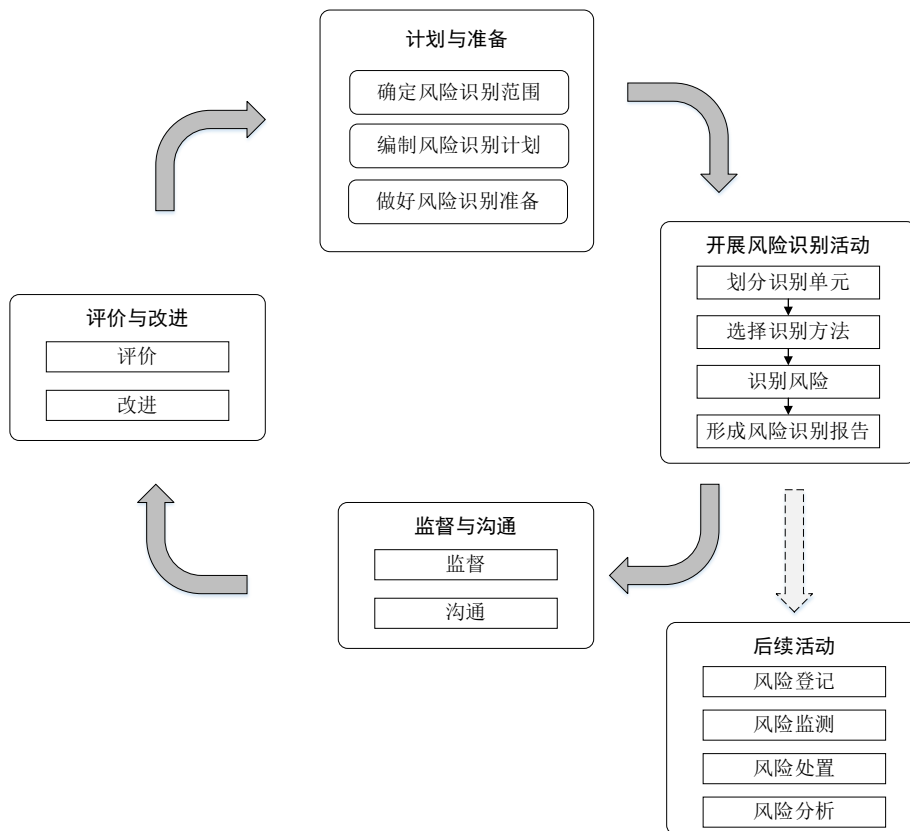 计划与准备
确定风险识别范围
编制风险识别计划
做好风险识别准备
开展风险识别活动
划分识别单元
选择识别方法
识别风险
形成风险识别报告
评价与改进
评价
改进
监督与沟通
监督
沟通
后续活动
风险登记
风险监测
风险处置
风险分析